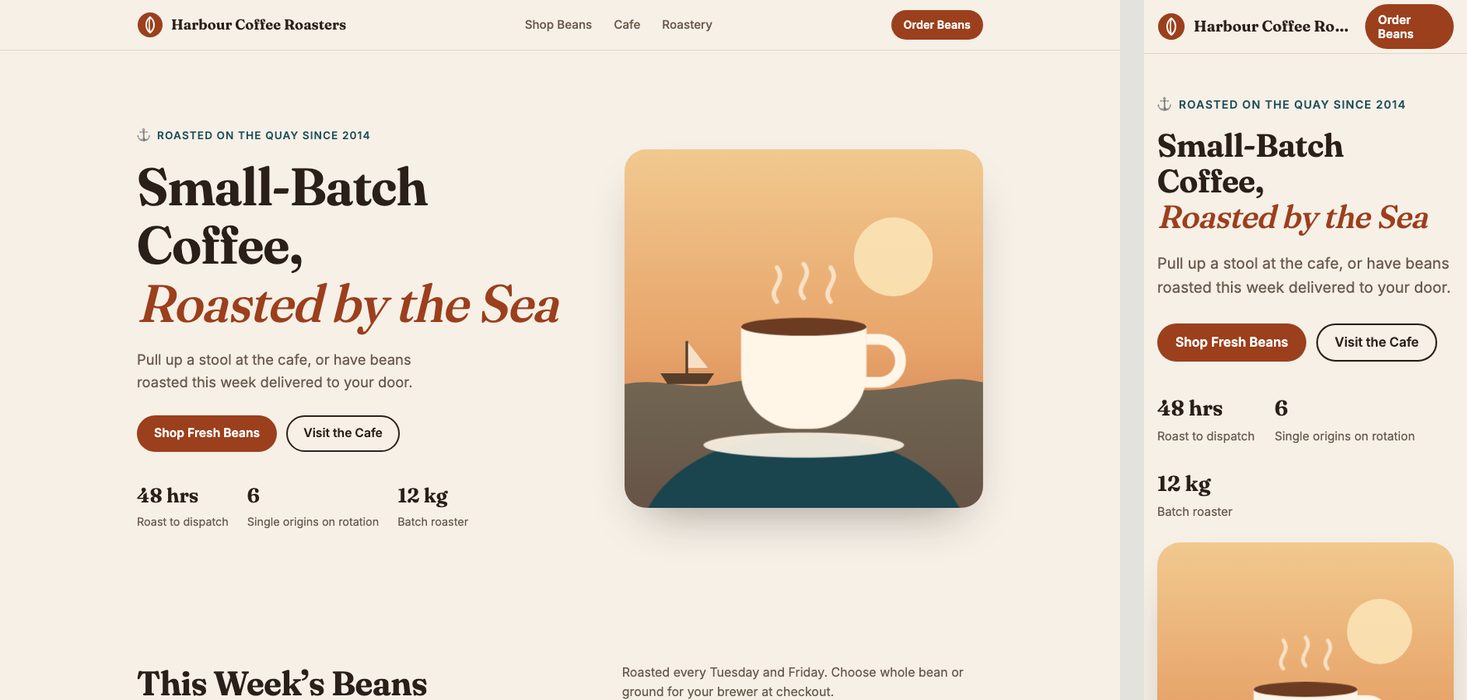 Harbour Coffee Roasters
Shop Beans
Cafe
Roastery
Order Beans
⚓ ROASTED ON THE QUAY SINCE 2014
Small-Batch
Coffee,
Roasted by the Sea
Pull up a stool at the cafe, or have beans
roasted this week delivered to your door.
Shop Fresh Beans
Visit the Cafe
48 hrs
Roast to dispatch
6
Single origins on rotation
12 kg
Batch roaster
This Week’s Beans
Roasted every Tuesday and Friday. Choose whole bean or
ground for your brewer at checkout.
Harbour Coffee Ro...
Order
Beans
⚓ ROASTED ON THE QUAY SINCE 2014
Small-Batch
Coffee,
Roasted by the Sea
Pull up a stool at the cafe, or have beans
roasted this week delivered to your door.
Shop Fresh Beans
Visit the Cafe
48 hrs
Roast to dispatch
6
Single origins on rotation
12 kg
Batch roaster